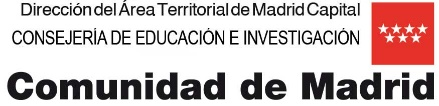 Dirección del Área Territorial de Madrid Capital
CONSEJERÍA DE EDUCACIÓN E INVESTIGACIÓN
Comunidad de Madrid